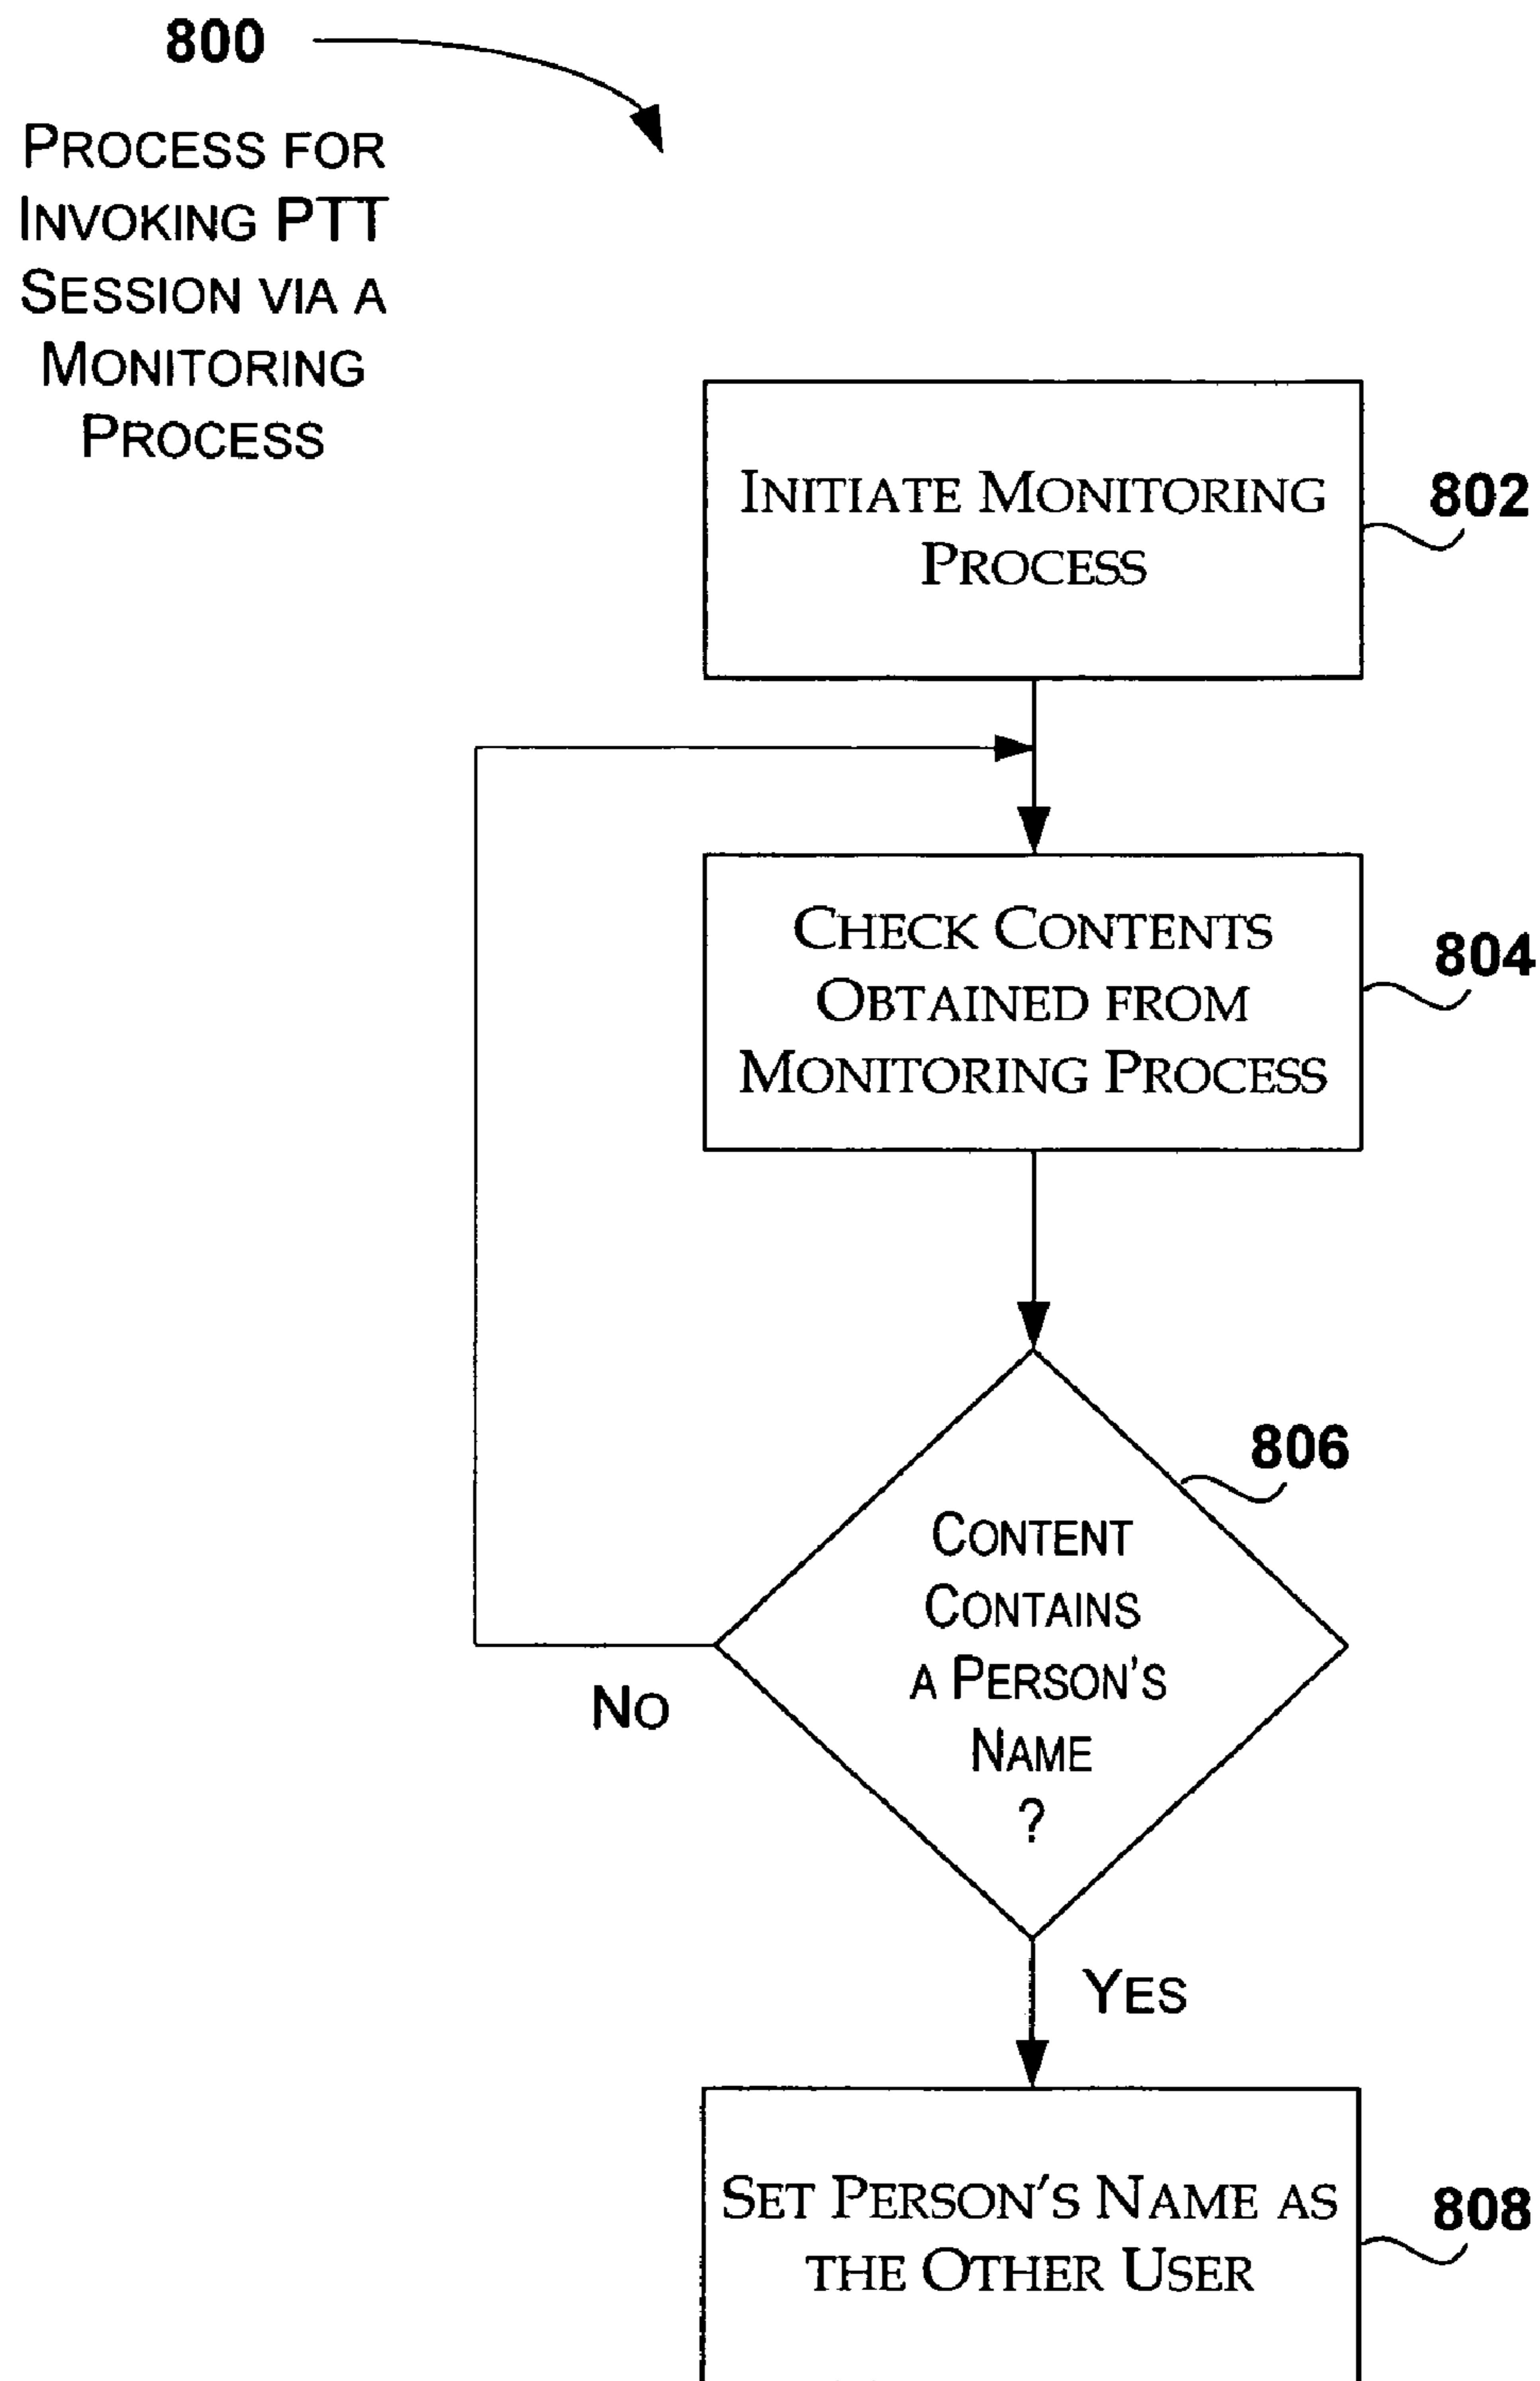 800
PROCESS FOR
INVOKING PTT
SESSION VIA A
MONITORING
PROCESS
INITIATE MONITORING
PROCESS
802
CHECK CONTENTS
OBTAINED FROM
MONITORING PROCESS
804
806
CONTENT
CONTAINS
A PERSON'S
NAME
?
NO
YES
SET PERSON'S NAME AS
THE OTHER USER
808